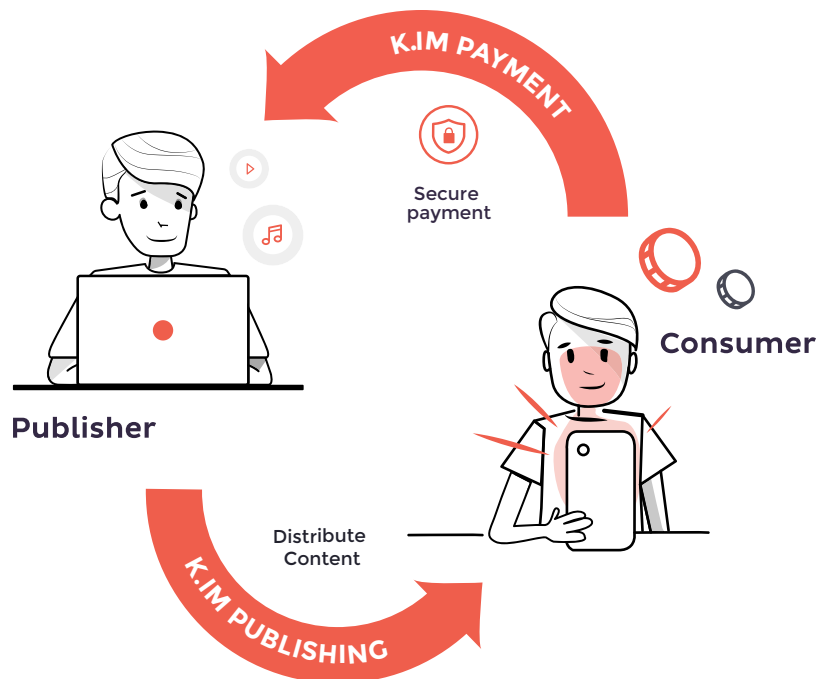 K.IM PAYMENT
Secure
payment
Consumer
Publisher
Distribute
Content
K.IM PUBLISHING